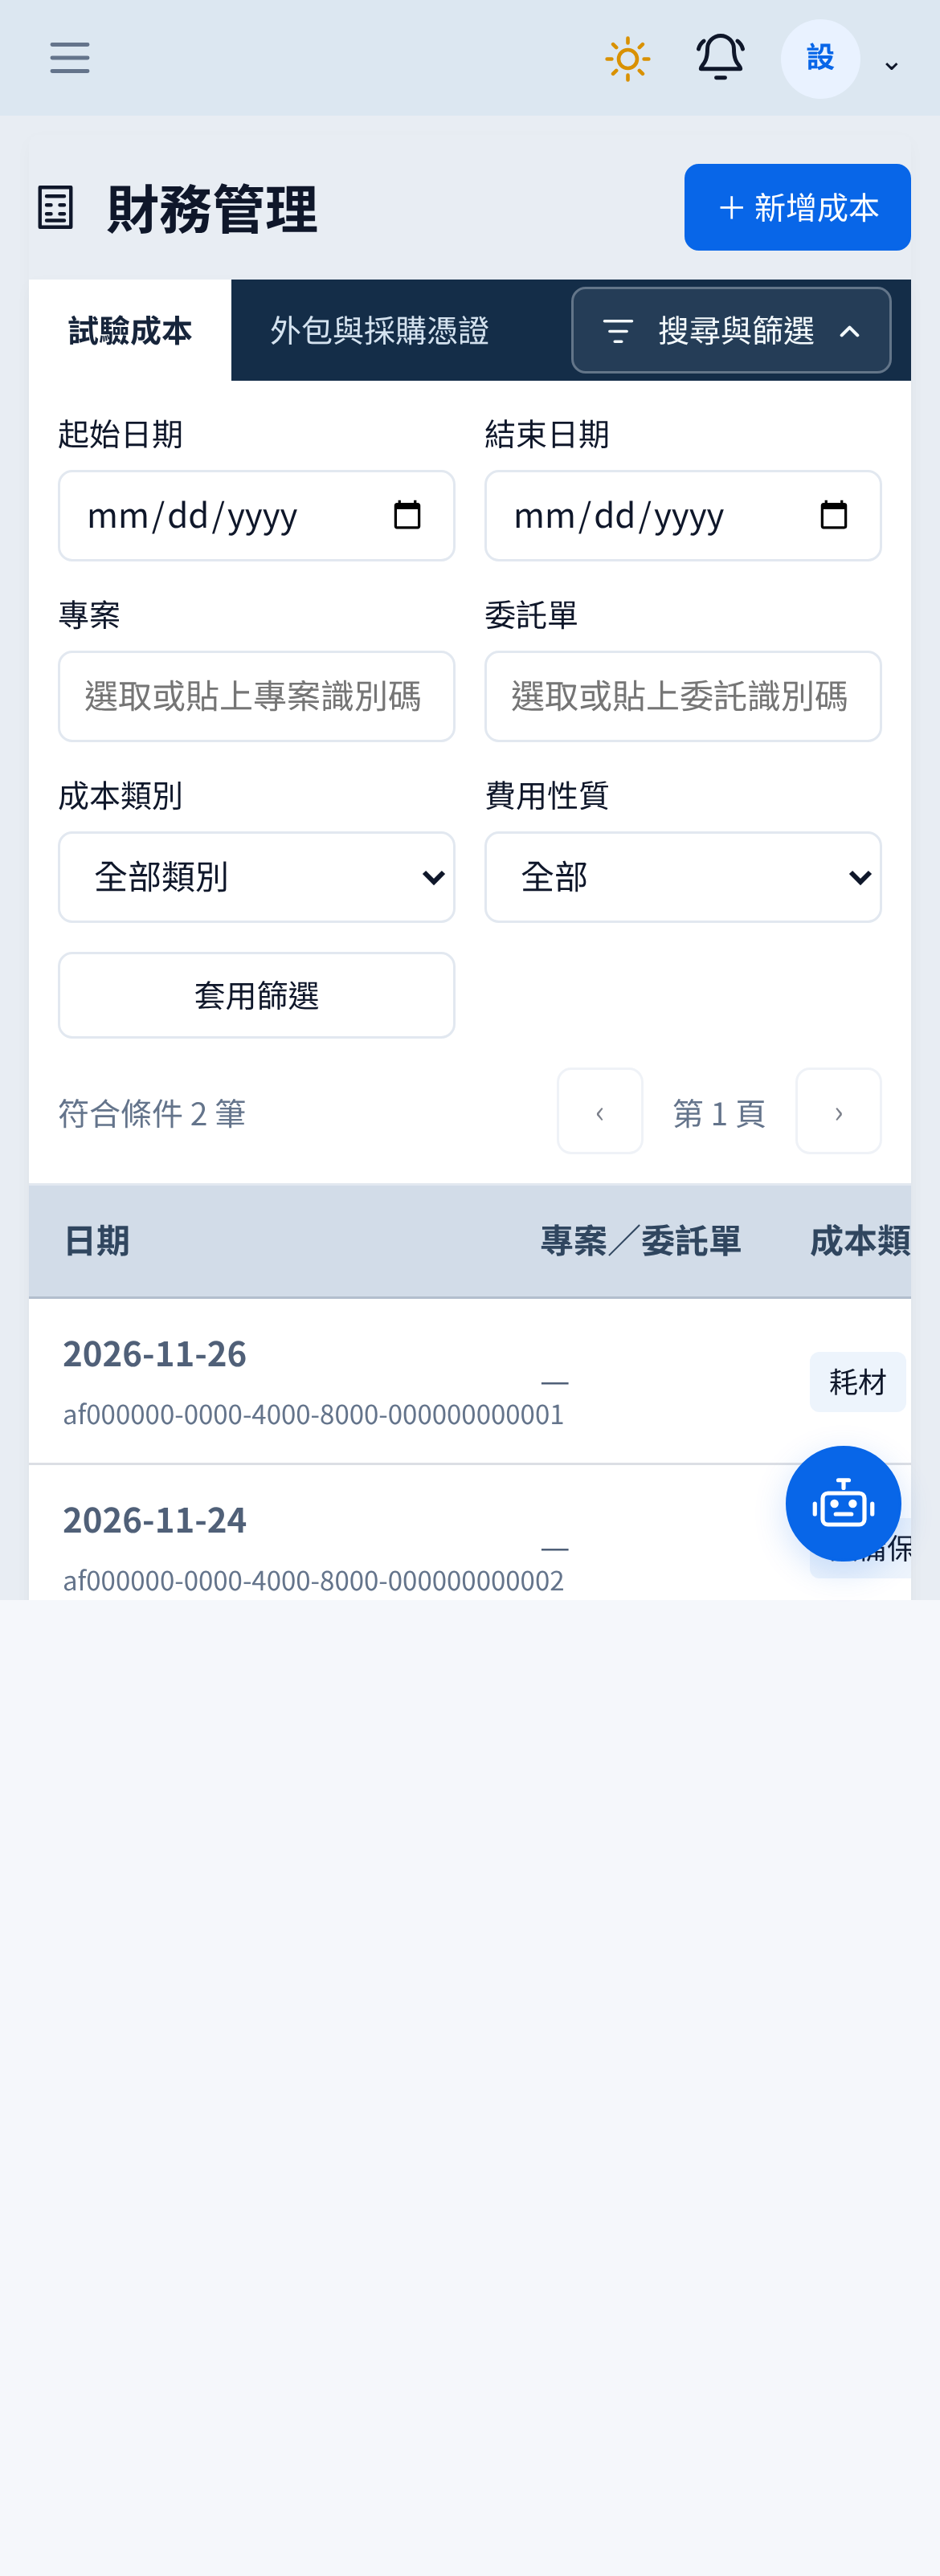 設
財務管理
＋ 新增成本
試驗成本 外包與採購憑證 搜尋與篩選
起始日期 結束日期
mm/dd/yyyy mm/dd/yyyy
專案 委託單
選取或貼上專案識別碼 選取或貼上委託識別碼
成本類別 費用性質
全部類別 全部
套用篩選
符合條件 2 筆 ‹ 第 1 頁 ›
日期 專案／委託單 成本類
2026-11-26
— 耗材
af000000-0000-4000-8000-000000000001
2026-11-24
— 備保
af000000-0000-4000-8000-000000000002